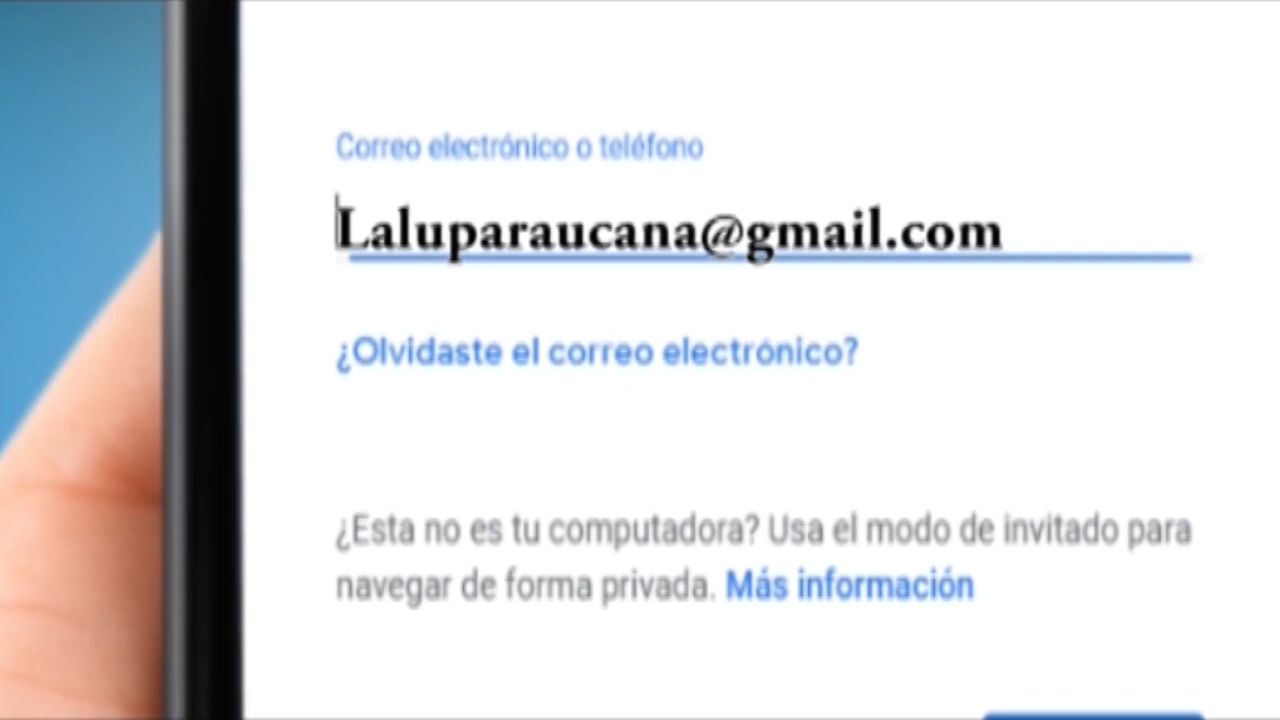 Correo electrónico o teléfono
Laluparaucana@gmail.com
¿Olvidaste el correo electrónico?
¿Esta no es tu computadora? Usa el modo de invitado para
navegar de forma privada. Más información